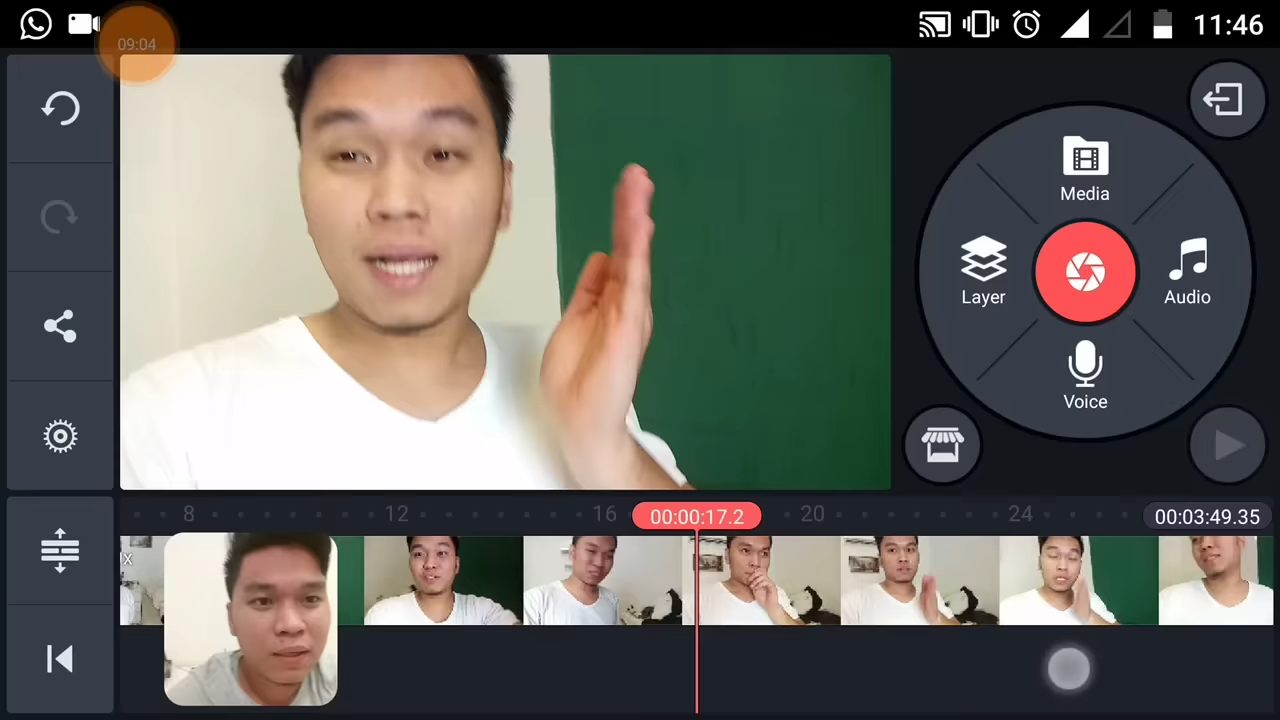 11:46
09:04
Media
Layer
Audio
Voice
8
12
16
00:00:17.2
20
24
00:03:49.35
x